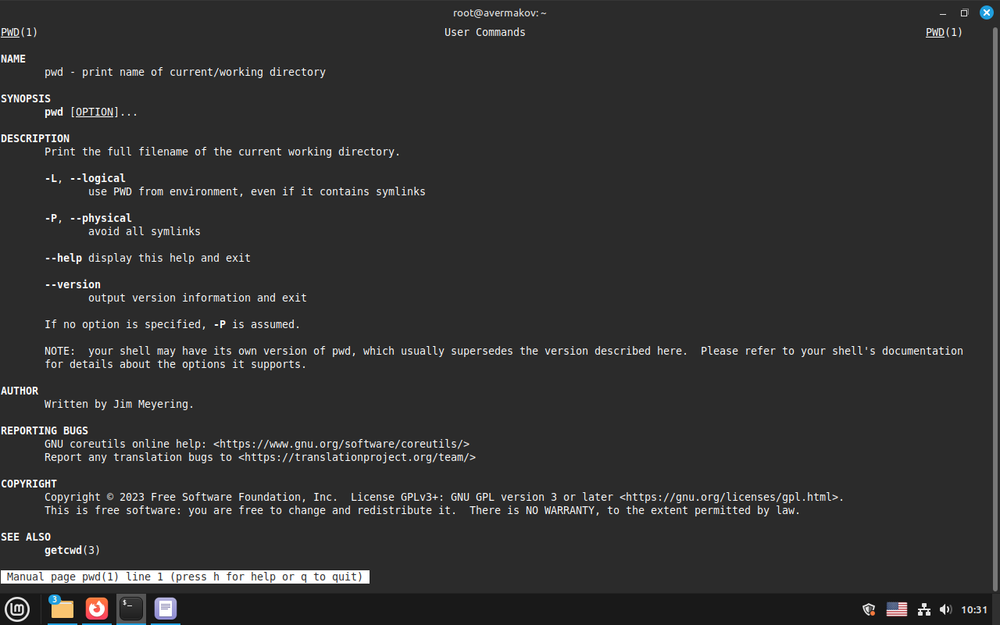 root@avermakov: ~
PWD(1) User Commands PWD(1)
NAME
pwd - print name of current/working directory
SYNOPSIS
pwd [OPTION]...
DESCRIPTION
Print the full filename of the current working directory.
-L, --logical
use PWD from environment, even if it contains symlinks
-P, --physical
avoid all symlinks
--help display this help and exit
--version
output version information and exit
If no option is specified, -P is assumed.
NOTE:  your shell may have its own version of pwd, which usually supersedes the version described here.  Please refer to your shell's documentation
for details about the options it supports.
AUTHOR
Written by Jim Meyering.
REPORTING BUGS
GNU coreutils online help: <https://www.gnu.org/software/coreutils/>
Report any translation bugs to <https://translationproject.org/team/>
COPYRIGHT
Copyright © 2023 Free Software Foundation, Inc.  License GPLv3+: GNU GPL version 3 or later <https://gnu.org/licenses/gpl.html>.
This is free software: you are free to change and redistribute it.  There is NO WARRANTY, to the extent permitted by law.
SEE ALSO
getcwd(3)
Manual page pwd(1) line 1 (press h for help or q to quit)
3
$_
10:31